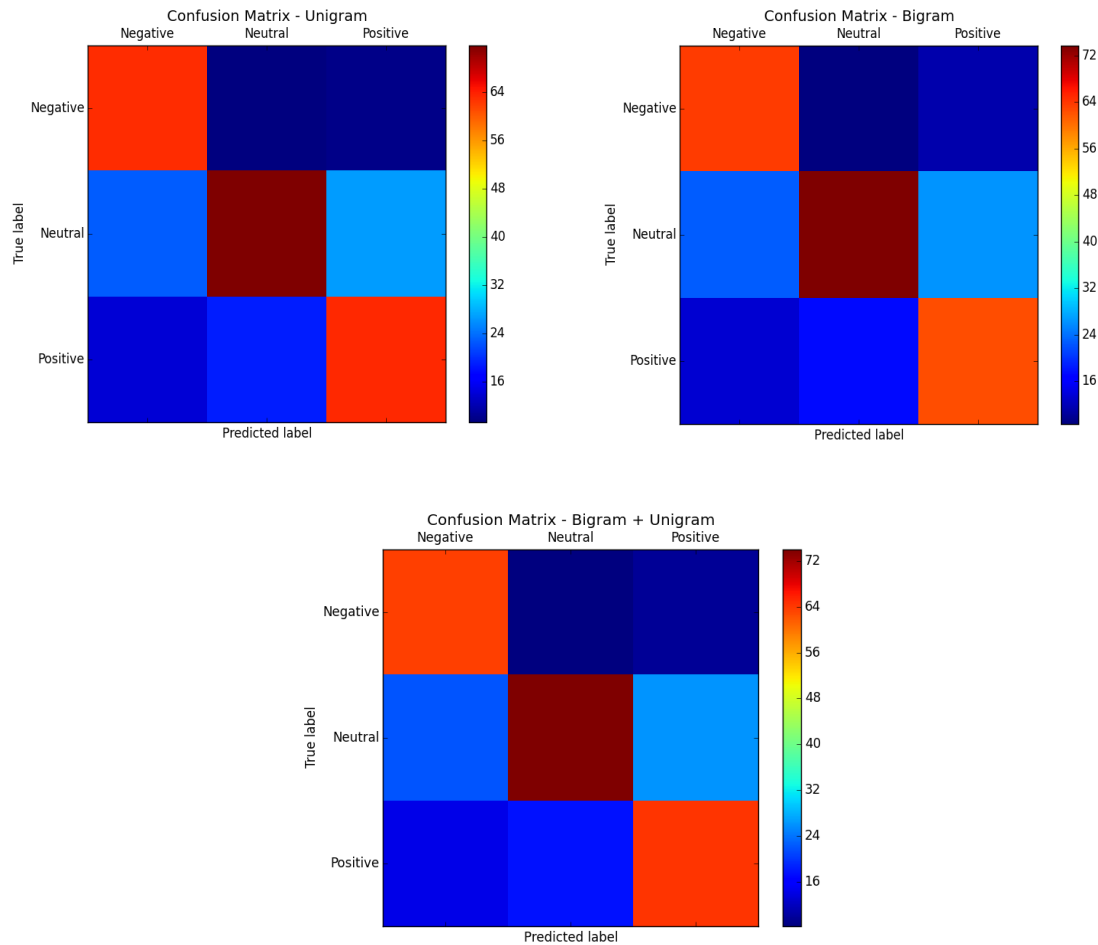 Confusion Matrix - Unigram
Negative Neutral Positive
Negative
Neutral
Positive
True label
Predicted label
64
56
48
40
32
24
16
Confusion Matrix - Bigram
Negative Neutral Positive
Negative
Neutral
Positive
True label
Predicted label
72
64
56
48
40
32
24
16
Confusion Matrix - Bigram + Unigram
Negative Neutral Positive
Negative
Neutral
Positive
True label
Predicted label
72
64
56
48
40
32
24
16